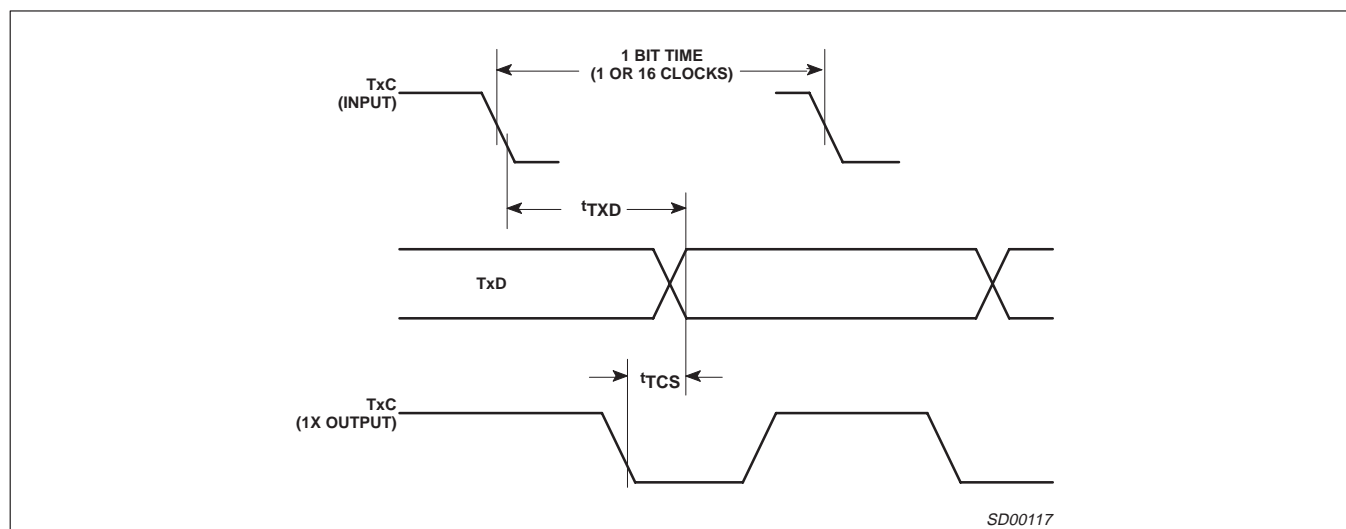 1 BIT TIME
(1 OR 16 CLOCKS)
TxC
(INPUT)
tTXD
TxD
tTCS
TxC
(1X OUTPUT)
SD00117